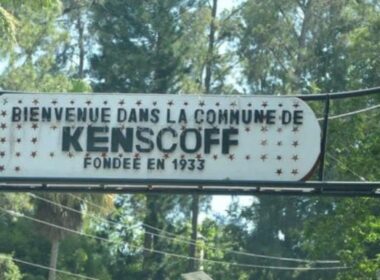 BIENVENUE DANS LA COMMUNE DE
KENSCOFF
FONDEE EN 1933